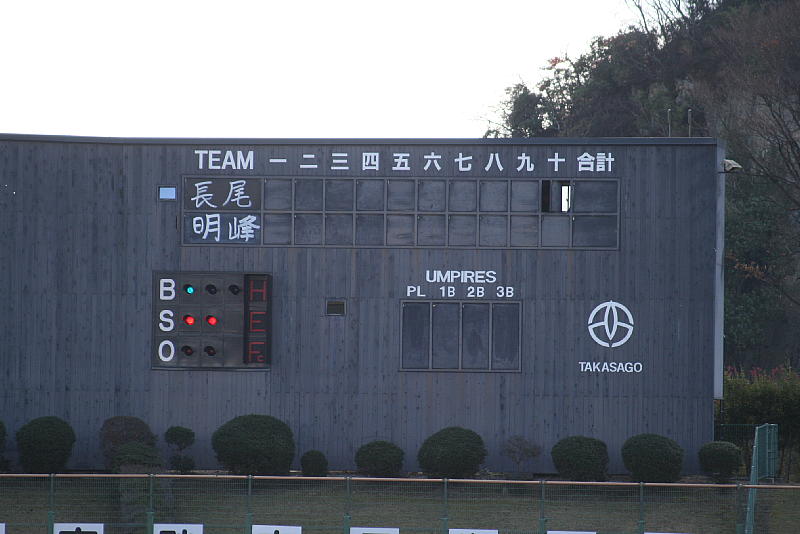 TEAM 一 二 三 四 五 六 七 八 九 十 合計
長尾
明峰
B H
S E
O Fc
UMPIRES
PL 1B 2B 3B
TAKASAGO